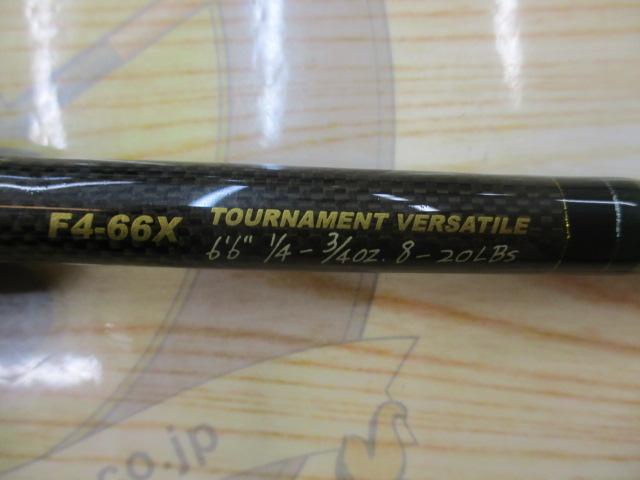 F4-66X TOURNAMENT VERSATILE
6'6" 1/4 - 3/4oz. 8 - 20LBs
.co.jp